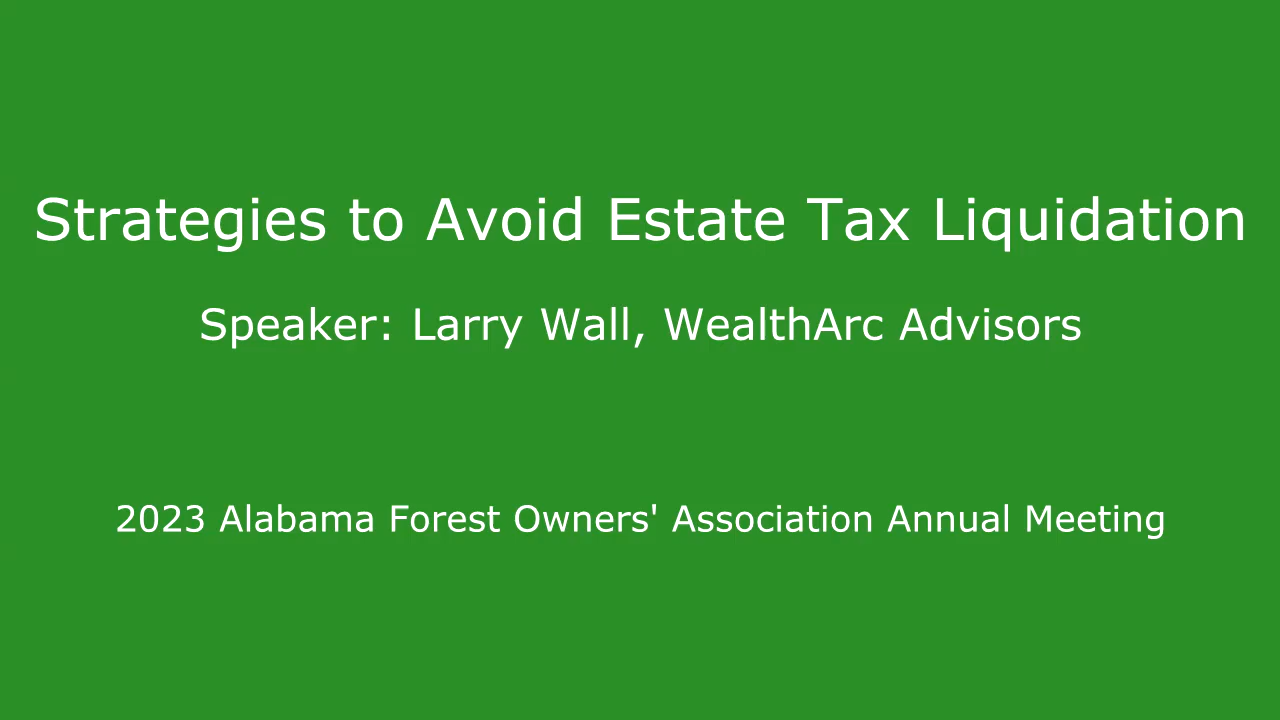 Strategies to Avoid Estate Tax Liquidation
Speaker: Larry Wall, WealthArc Advisors
2023 Alabama Forest Owners' Association Annual Meeting